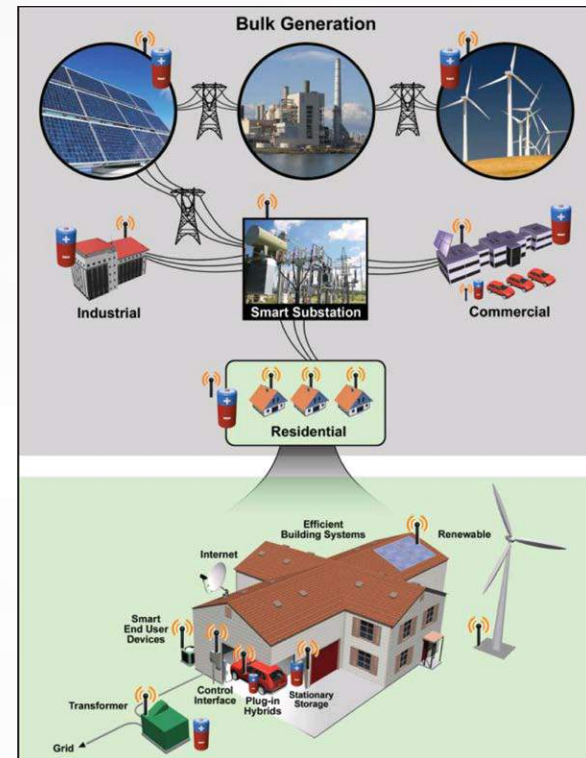 Bulk Generation
Industrial
Smart Substation
Commercial
Residential
Efficient
Building Systems
Renewable
Internet
Smart
End User
Devices
Control
Interface
Plug-in
Hybrids
Stationary
Storage
Transformer
Grid